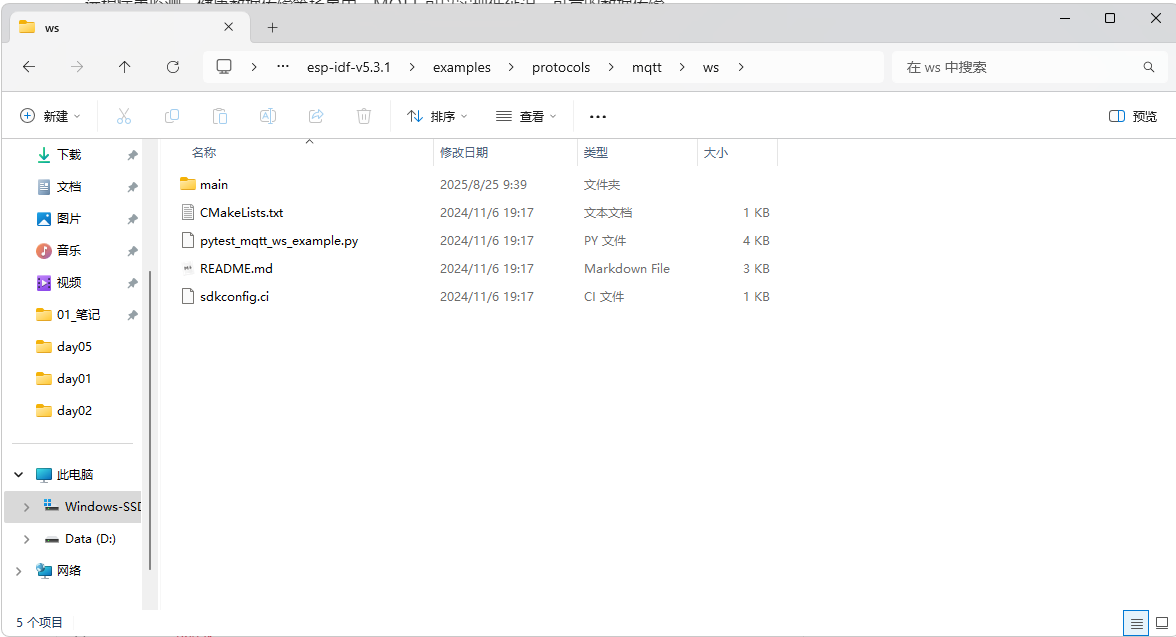 ws
esp-idf-v5.3.1 examples protocols mqtt ws
在 ws 中搜索
新建 排序 查看 预览
名称 修改日期 类型 大小
下载
文档
图片
音乐
视频
01_笔记
day05
day01
day02
此电脑
Windows-SSD
Data (D:)
网络
main 2025/8/25 9:39 文件夹
CMakeLists.txt 2024/11/6 19:17 文本文档 1 KB
pytest_mqtt_ws_example.py 2024/11/6 19:17 PY 文件 4 KB
README.md 2024/11/6 19:17 Markdown File 3 KB
sdkconfig.ci 2024/11/6 19:17 CI 文件 1 KB
5 个项目